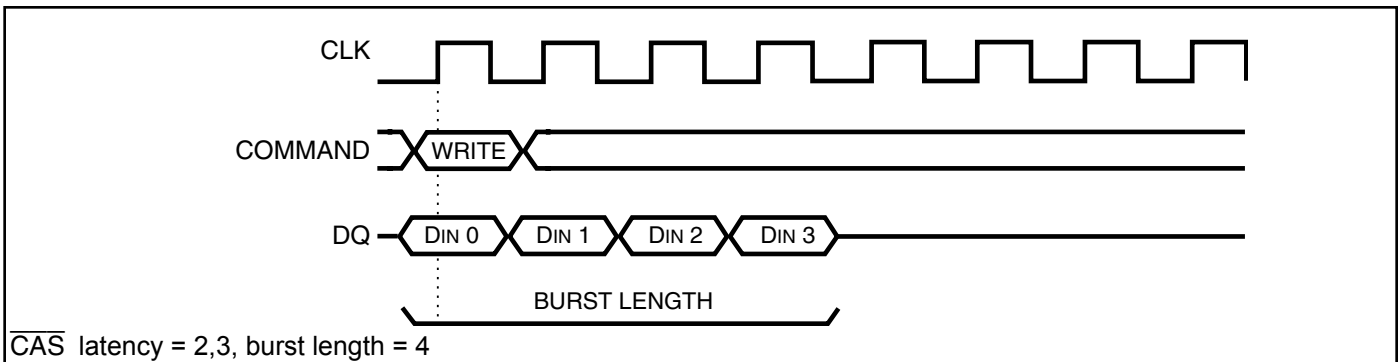 CLK
COMMAND WRITE
DQ DIN 0 DIN 1 DIN 2 DIN 3
BURST LENGTH
C̅A̅S̅ latency = 2,3, burst length = 4